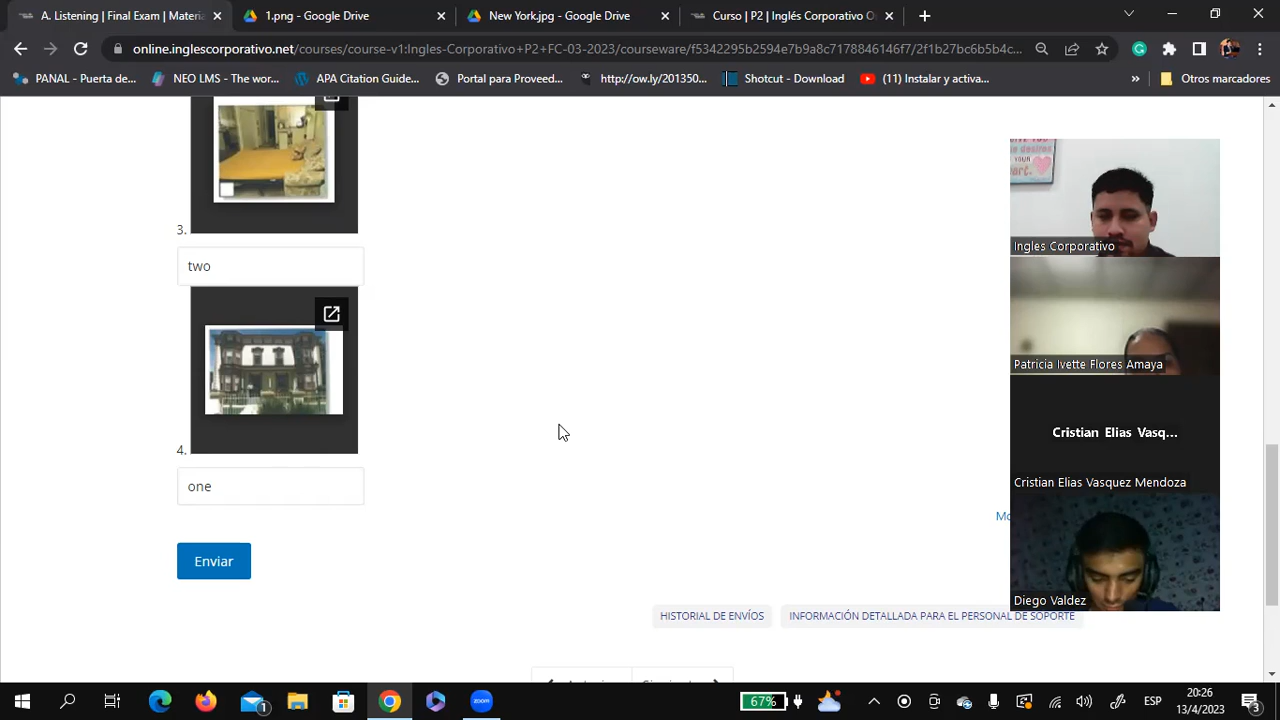 A. Listening | Final Exam | Materia
1.png - Google Drive
New York.jpg - Google Drive
Curso | P2 | Inglés Corporativo O
online.inglescorporativo.net/courses/course-v1:Ingles-Corporativo+P2+FC-03-2023/courseware/f5342295b2594e7b9a8c7178846146f7/2f1b27bc6b5b4c...
PANAL - Puerta de...
NEO LMS - The wor...
APA Citation Guide...
Portal para Proveed...
http://ow.ly/201350...
Shotcut - Download
(11) Instalar y activa...
»
Otros marcadores
3.
two
4.
one
Enviar
HISTORIAL DE ENVÍOS
INFORMACIÓN DETALLADA PARA EL PERSONAL DE SOPORTE
Ingles Corporativo
Patricia Ivette Flores Amaya
Cristian Elias Vasq...
Cristian Elias Vasquez Mendoza
Diego Valdez
1
zoom
67%
ESP
20:26
13/4/2023
3